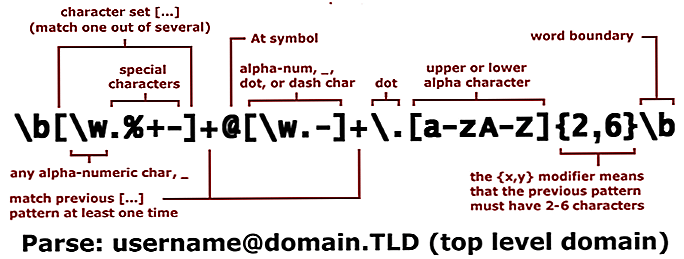 character set [...]
(match one out of several)
At symbol
word boundary
special
characters
alpha-num, _,
dot, or dash char
dot
upper or lower
alpha character
\b[\w.%+-]+@[\w.-]+\.[a-zA-Z]{2,6}\b
any alpha-numeric char, _
match previous [...]
pattern at least one time
the {x,y} modifier means
that the previous pattern
must have 2-6 characters
Parse: username@domain.TLD (top level domain)